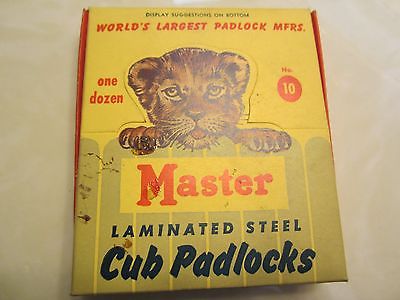 DISPLAY SUGGESTIONS ON BOTTOM
WORLD'S LARGEST PADLOCK MFRS.
one
dozen
No.
10
Master
LAMINATED STEEL
Cub Padlocks